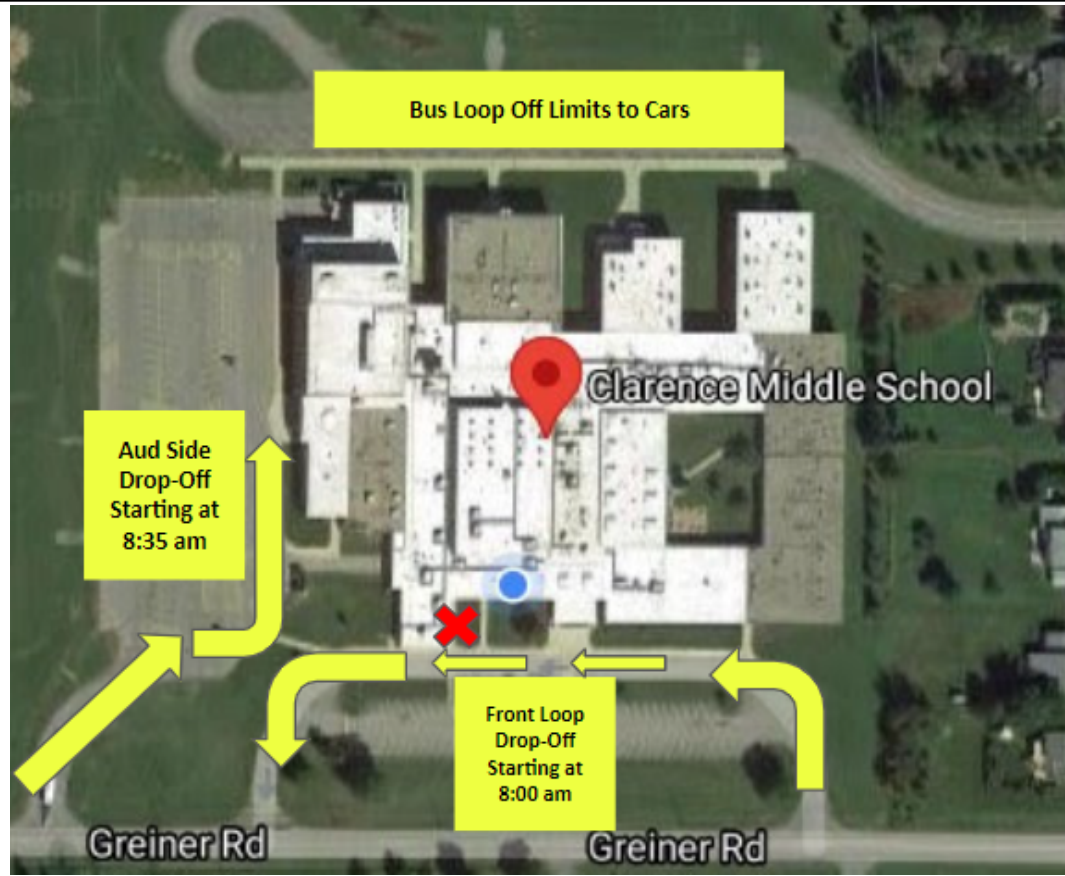 Bus Loop Off Limits to Cars
Clarence Middle School
Aud Side
Drop-Off
Starting at
8:35 am
Front Loop
Drop-Off
Starting at
8:00 am
Greiner Rd
Greiner Rd